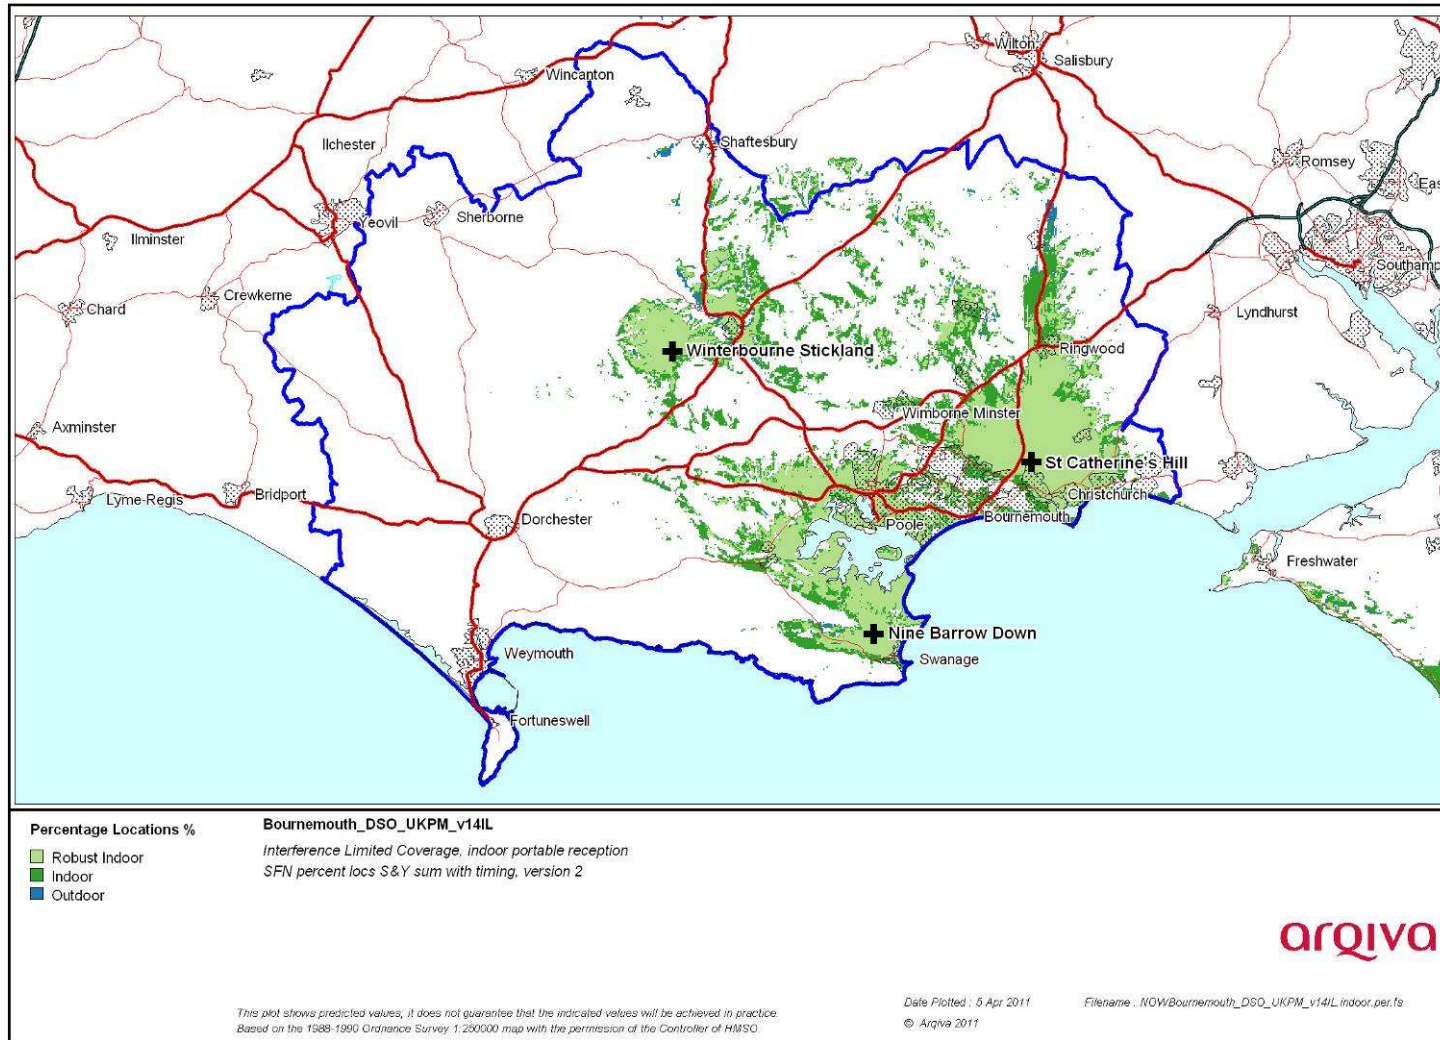 Wilton
Salisbury
Wincanton
Shaftesbury
Ilchester
Romsey
Eas
Yeovil
Sherborne
Ilminster
Southamp
Crewkerne
Chard
Lyndhurst
Winterbourne Stickland
Ringwood
Wimborne Minster
Axminster
St Catherine's Hill
Lyme-Regis
Bridport
Christchurch
Dorchester
Bournemouth
Poole
Freshwater
Nine Barrow Down
Weymouth
Swanage
Fortuneswell
Percentage Locations %
Robust Indoor
Indoor
Outdoor
Bournemouth_DSO_UKPM_v14IL
Interference Limited Coverage, indoor portable reception
SFN percent locs S&Y sum with timing, version 2
arqiva
This plot shows predicted values; it does not guarantee that the indicated values will be achieved in practice.
Based on the 1988-1990 Ordnance Survey 1:250000 map with the permission of the Controller of HMSO
Date Plotted : 5 Apr 2011
© Arqiva 2011
Filename : NOWBournemouth_DSO_UKPM_v14IL.indoor.per.fs